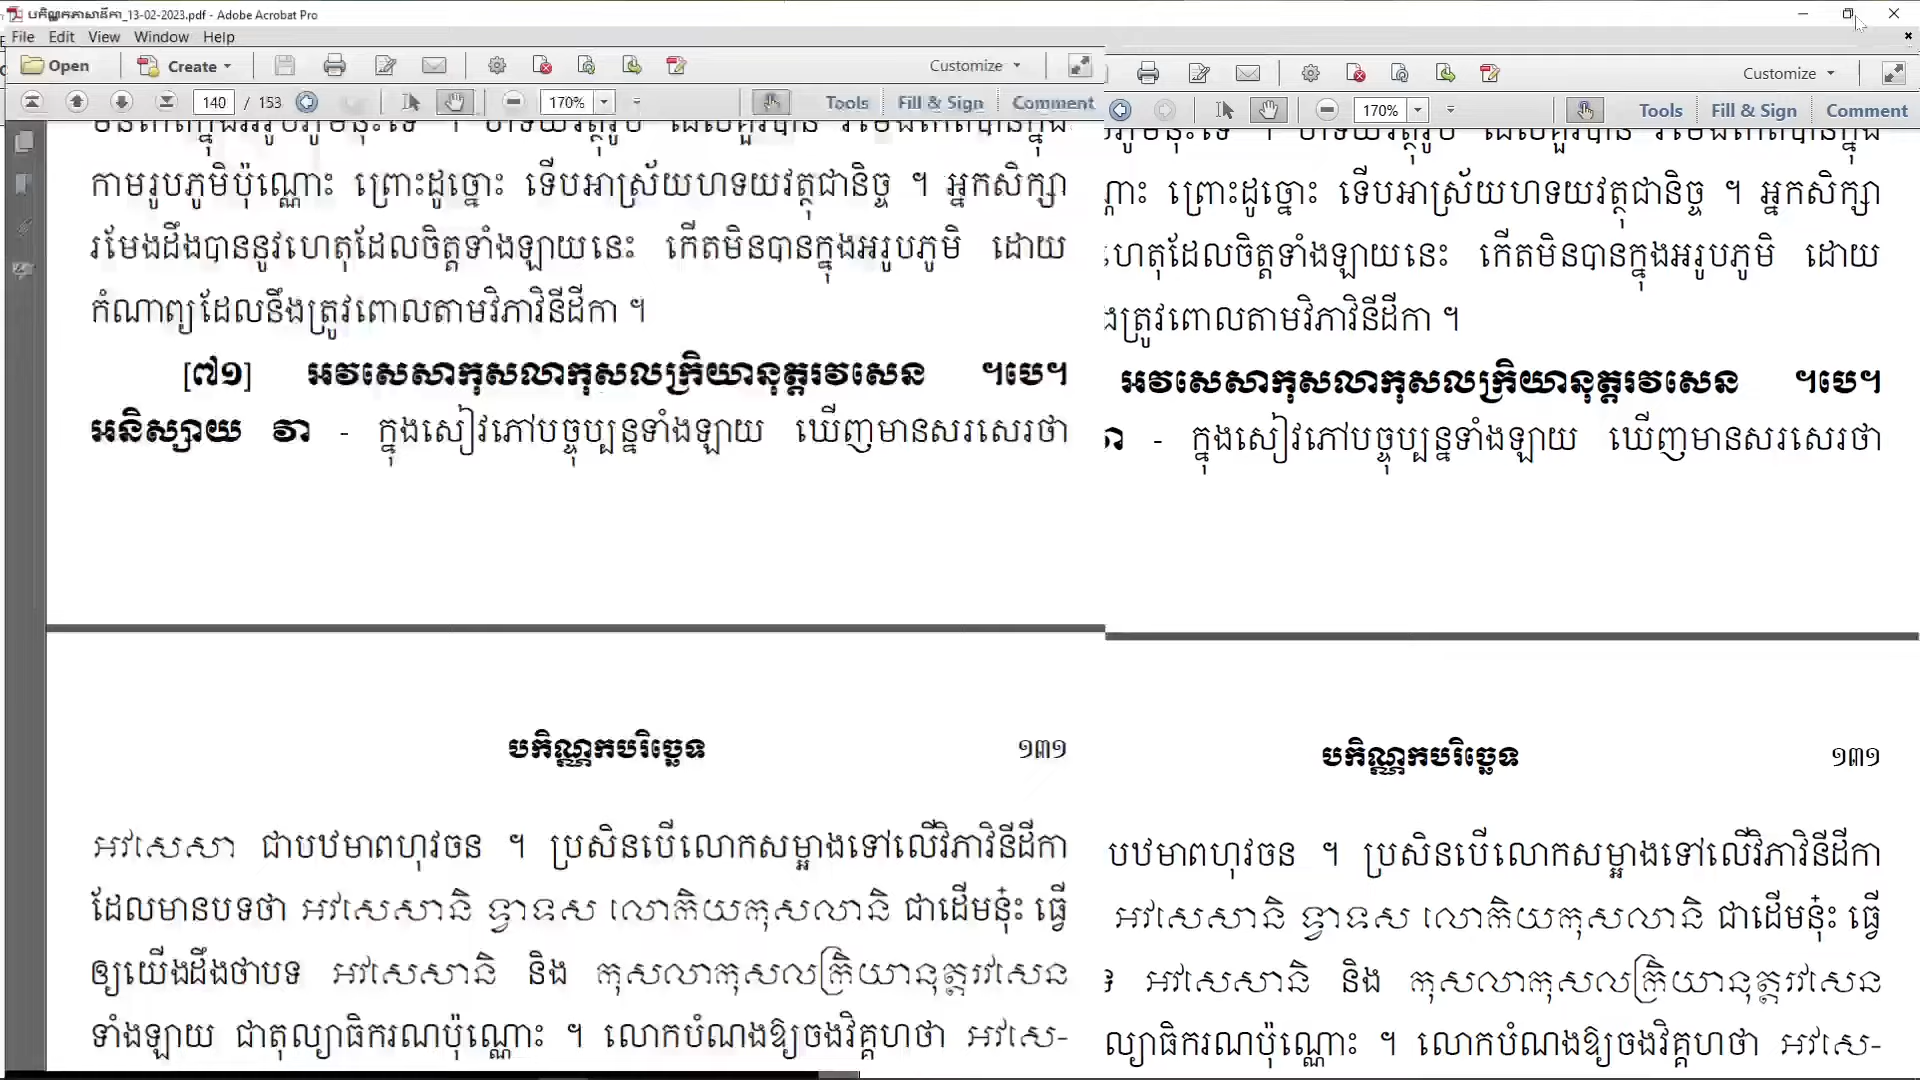 បកិណ្ណកភាសាដីកា_13-02-2023.pdf - Adobe Acrobat Pro
File Edit View Window Help
Open Create Customize
140 / 153 170% Tools Fill & Sign Comment
កាមរូបភូមិប៉ុណ្ណោះ ព្រោះដូច្នោះ ទើបអាស្រ័យហទយវត្ថុជានិច្ច ។ អ្នកសិក្សា
រមែងដឹងបាននូវហេតុដែលចិត្តទាំងឡាយនេះ កើតមិនបានក្នុងអរូបភូមិ ដោយ
កំណាព្យដែលនឹងត្រូវពោលតាមវិភាវិនីដីកា ។
[៧១] អវសេសាកុសលាកុសលក្រិយានុត្តរវសេន ។បេ។
អនិស្សាយ វា - ក្នុងសៀវភៅបច្ចុប្បន្នទាំងឡាយ ឃើញមានសរសេរថា
បកិណ្ណកបរិច្ឆេទ ១៣១
អវសេសា ជាបឋមាពហុវចន ។ ប្រសិនបើលោកសម្អាងទៅលើវិភាវិនីដីកា
ដែលមានបទថា អវសេសានិ ទ្វាទស លោកិយកុសលានិ ជាដើមនុ៎ះ ធ្វើ
ឲ្យយើងដឹងថាបទ អវសេសានិ និង កុសលាកុសលក្រិយានុត្តរវសេន
ទាំងឡាយ ជាតុល្យាធិករណប៉ុណ្ណោះ ។ លោកបំណងឱ្យចងវិគ្គហថា អវសេ-
Customize
170% Tools Fill & Sign Comment
ណោះ ព្រោះដូច្នោះ ទើបអាស្រ័យហទយវត្ថុជានិច្ច ។ អ្នកសិក្សា
ហេតុដែលចិត្តទាំងឡាយនេះ កើតមិនបានក្នុងអរូបភូមិ ដោយ
ងត្រូវពោលតាមវិភាវិនីដីកា ។
អវសេសាកុសលាកុសលក្រិយានុត្តរវសេន ។បេ។
- ក្នុងសៀវភៅបច្ចុប្បន្នទាំងឡាយ ឃើញមានសរសេរថា
បកិណ្ណកបរិច្ឆេទ ១៣១
បឋមាពហុវចន ។ ប្រសិនបើលោកសម្អាងទៅលើវិភាវិនីដីកា
អវសេសានិ ទ្វាទស លោកិយកុសលានិ ជាដើមនុ៎ះ ធ្វើ
អវសេសានិ និង កុសលាកុសលក្រិយានុត្តរវសេន
ល្យាធិករណប៉ុណ្ណោះ ។ លោកបំណងឱ្យចងវិគ្គហថា អវសេ-